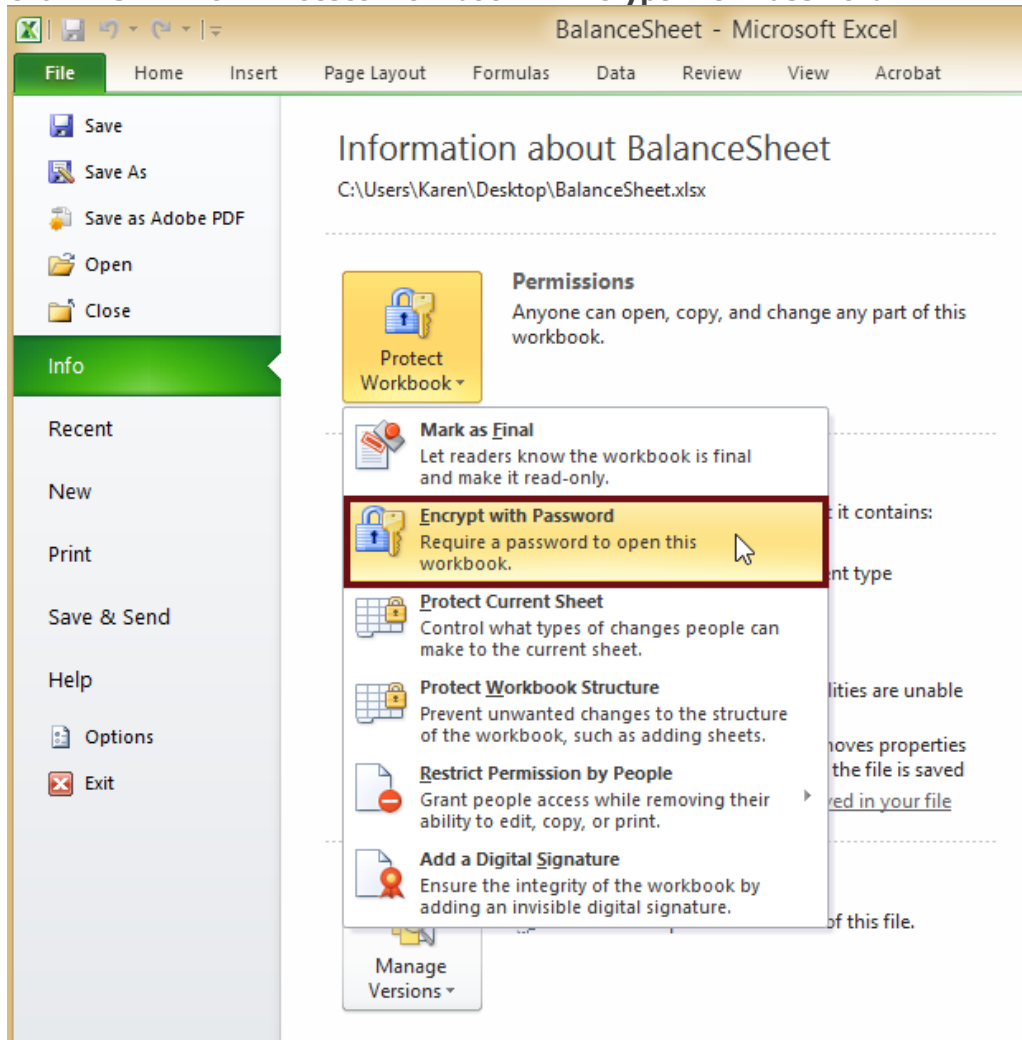 BalanceSheet - Microsoft Excel
File Home Insert Page Layout Formulas Data Review View Acrobat
Save
Save As
Save as Adobe PDF
Open
Close
Info
Recent
New
Print
Save & Send
Help
Options
Exit
Information about BalanceSheet
C:\Users\Karen\Desktop\BalanceSheet.xlsx
Protect
Workbook
Permissions
Anyone can open, copy, and change any part of this
workbook.
Mark as Final
Let readers know the workbook is final
and make it read-only.
Encrypt with Password
Require a password to open this
workbook.
Protect Current Sheet
Control what types of changes people can
make to the current sheet.
Protect Workbook Structure
Prevent unwanted changes to the structure
of the workbook, such as adding sheets.
Restrict Permission by People
Grant people access while removing their
ability to edit, copy, or print.
Add a Digital Signature
Ensure the integrity of the workbook by
adding an invisible digital signature.
it contains:
type
are unable
properties
the file is saved
in your file
of this file.
Manage
Versions